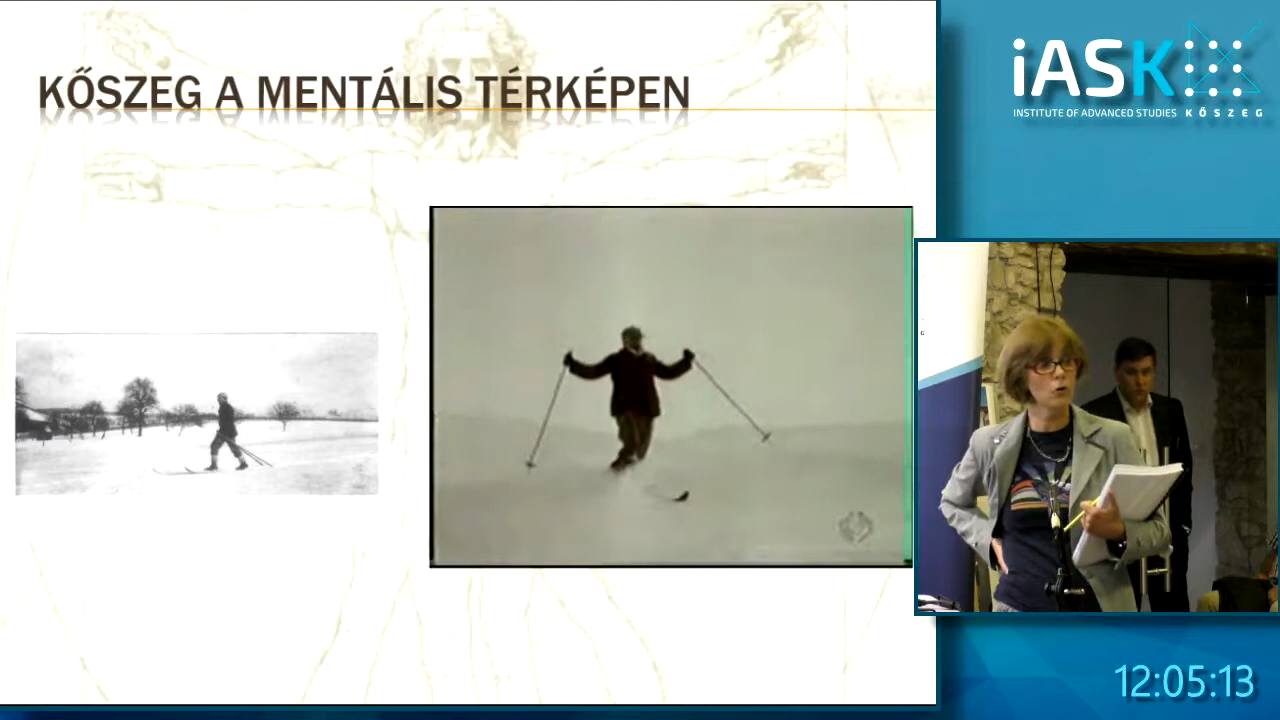 KŐSZEG A MENTÁLIS TÉRKÉPEN
iASK
INSTITUTE OF ADVANCED STUDIES KŐSZEG
12:05:13